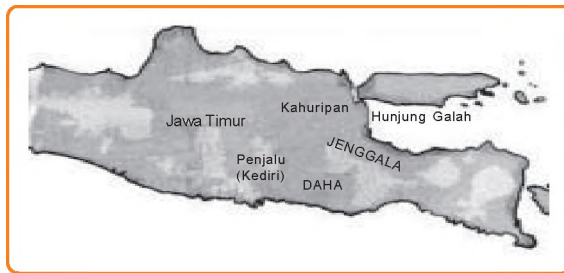 Kahuripan
Hunjung Galah
Jawa Timur
JENGGALA
Penjalu
(Kediri)
DAHA